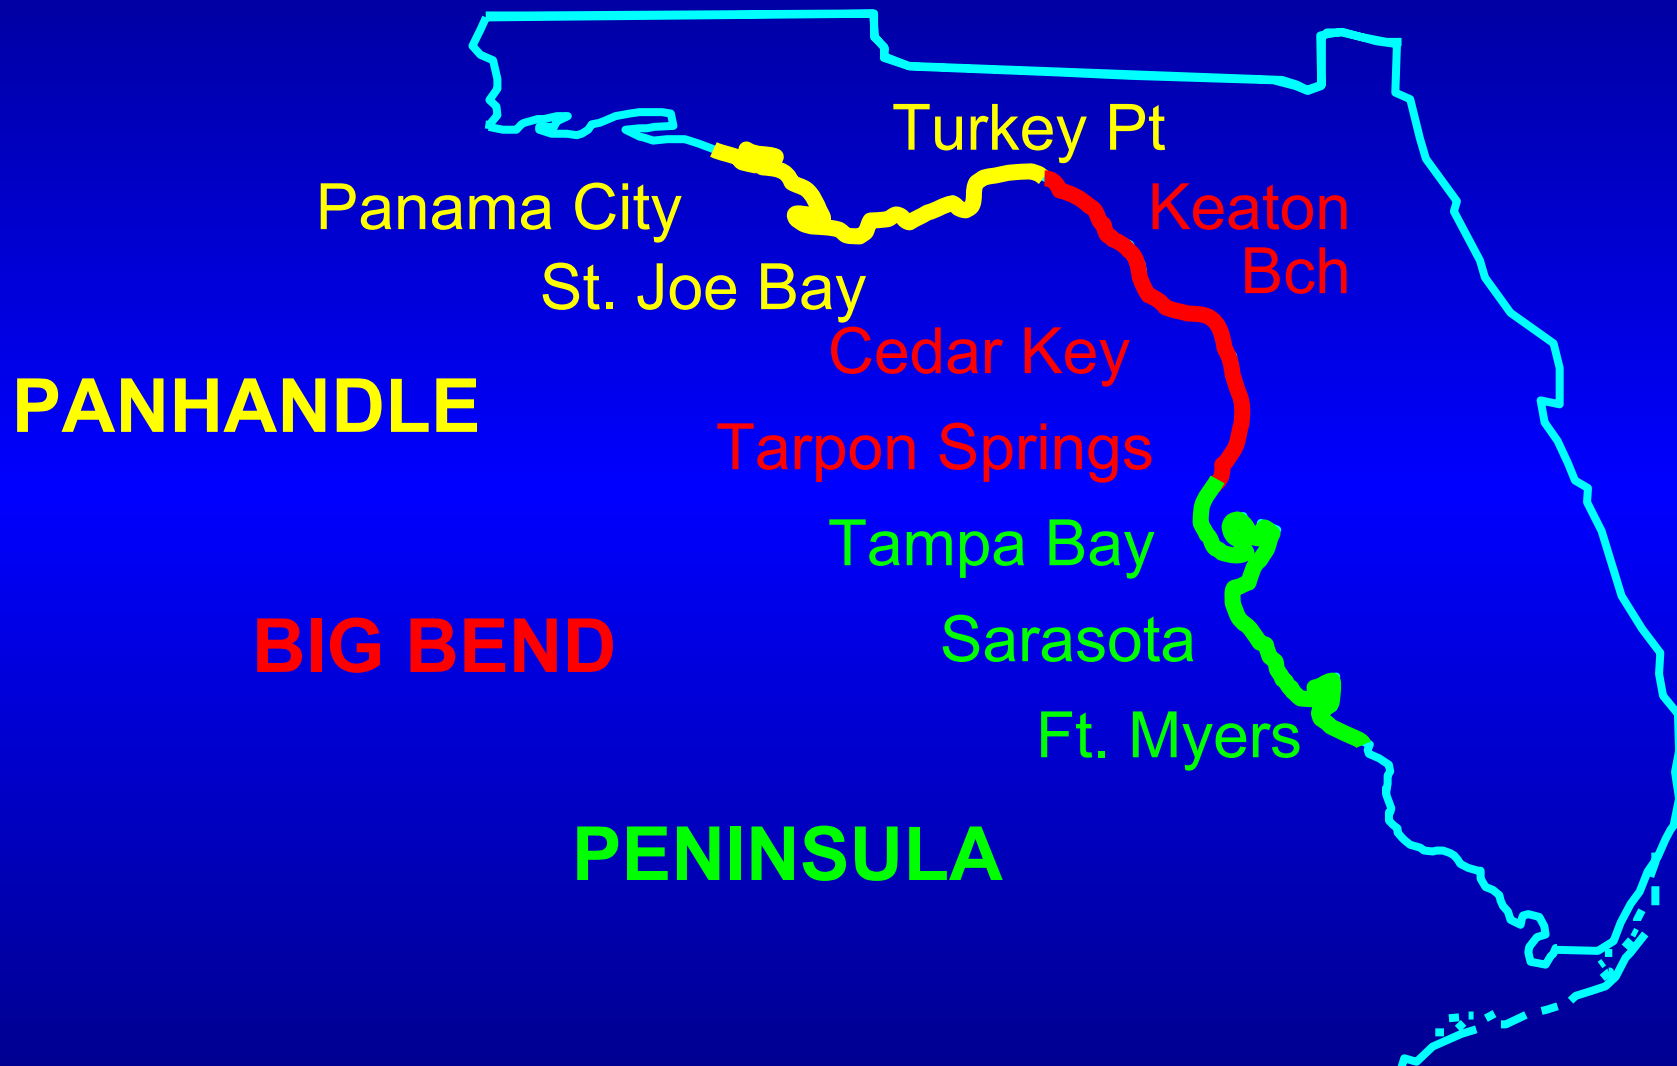 Turkey Pt
Panama City
Keaton
Bch
St. Joe Bay
Cedar Key
PANHANDLE
Tarpon Springs
Tampa Bay
BIG BEND
Sarasota
Ft. Myers
PENINSULA